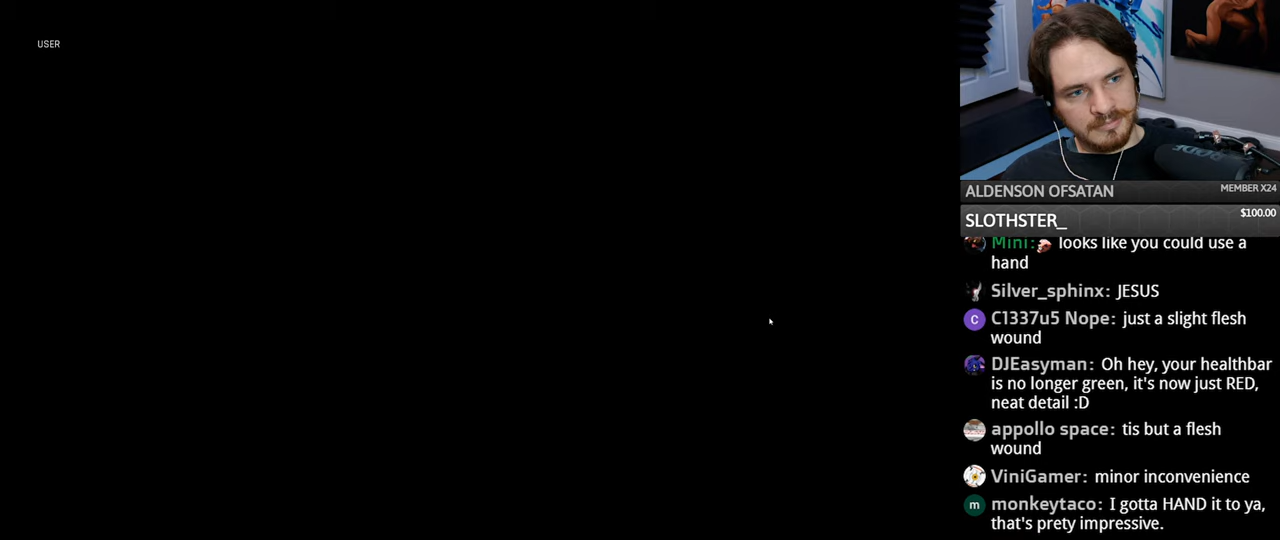 USER
RODE
ALDENSON OFSATAN
MEMBER X24
SLOTHSTER_
$100.00
Mini: looks like you could use a
hand
Silver_sphinx: JESUS
C
C1337u5 Nope: just a slight flesh
wound
DJEasyman: Oh hey, your healthbar
is no longer green, it's now just RED,
neat detail :D
appollo space: tis but a flesh
wound
ViniGamer: minor inconvenience
m
monkeytaco: I gotta HAND it to ya,
that's prety impressive.